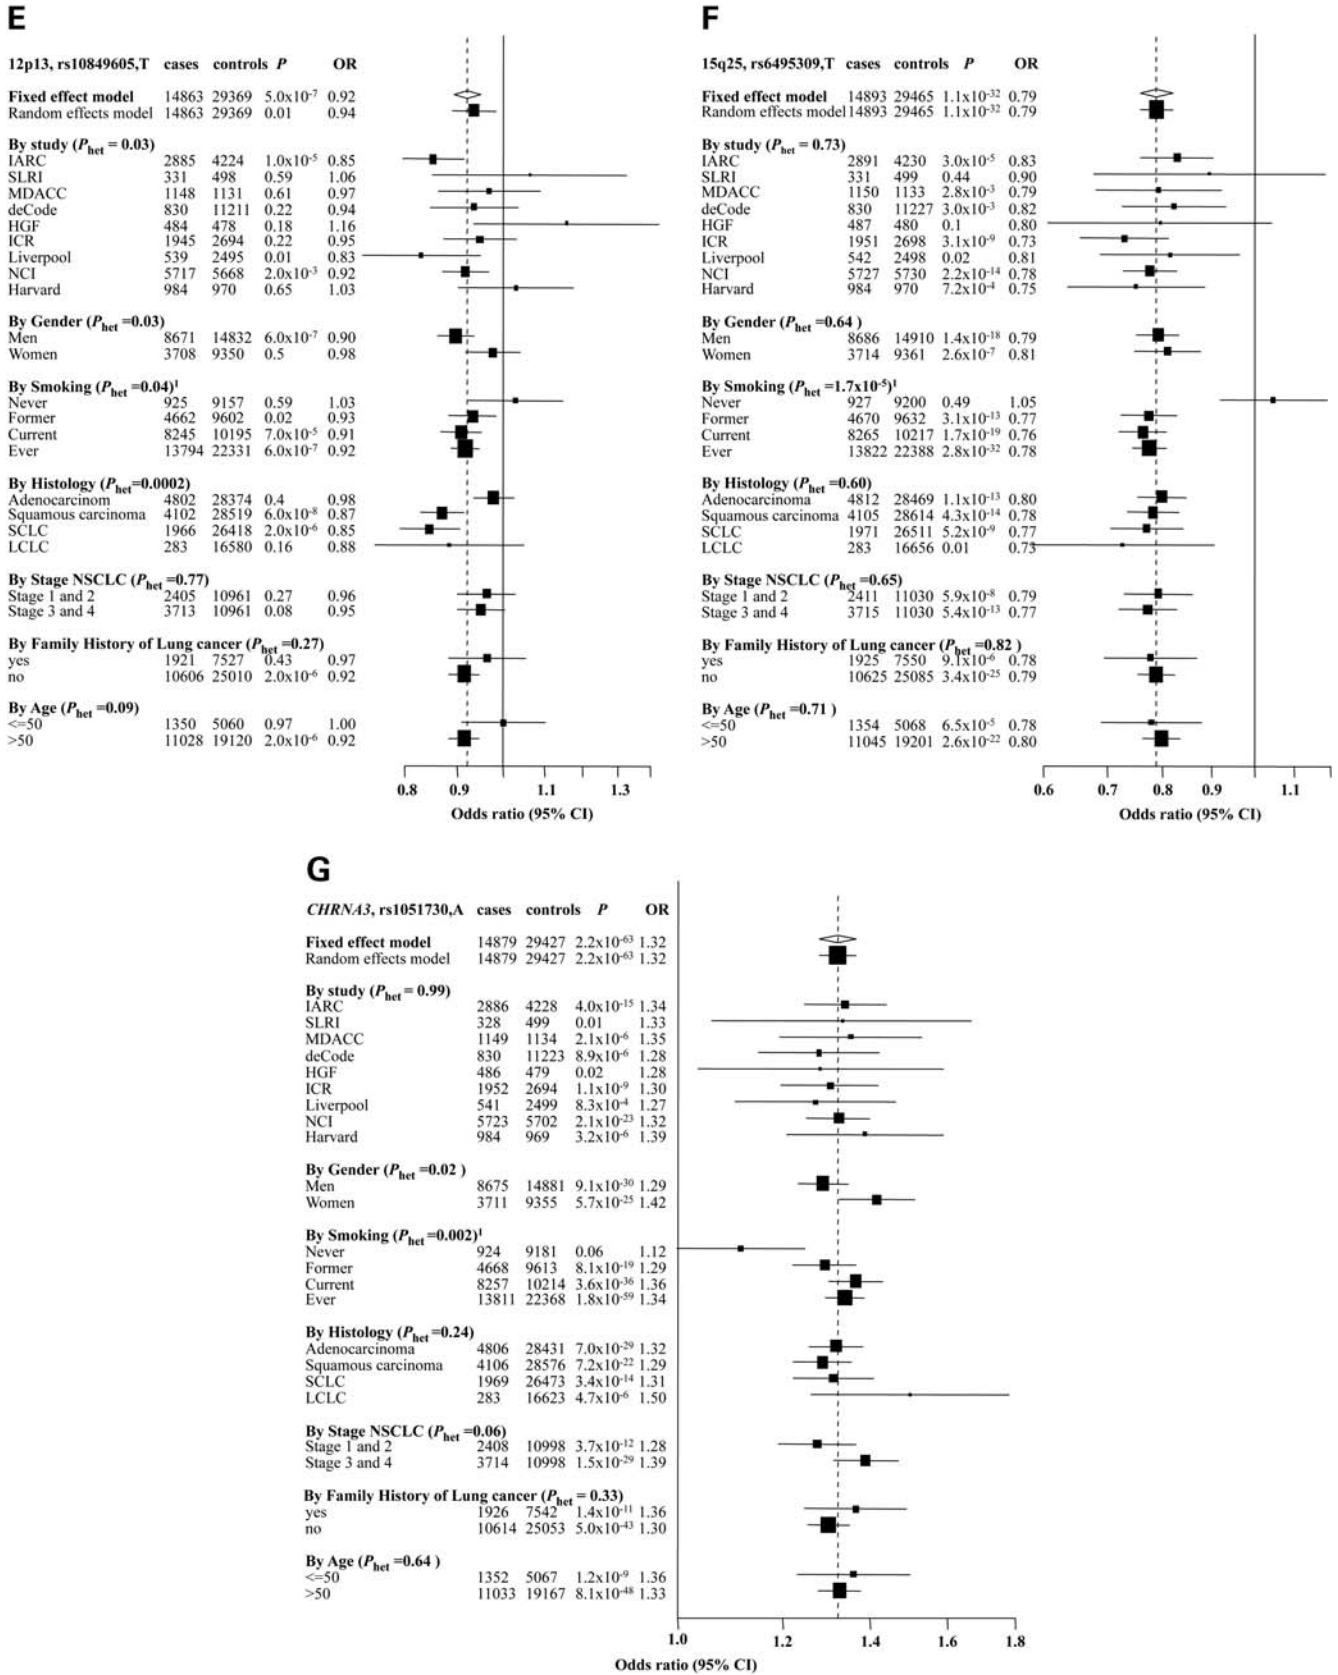 E
12p13, rs10849605,T cases controls P OR
Fixed effect model 14863 29369 5.0x10-7 0.92
Random effects model 14863 29369 0.01 0.94
By study (Phet = 0.03)
IARC 2885 4224 1.0x10-5 0.85
SLRI 331 498 0.59 1.06
MDACC 1148 1131 0.61 0.97
deCode 830 11211 0.22 0.94
HGF 484 478 0.18 1.16
ICR 1945 2694 0.22 0.95
Liverpool 539 2495 0.01 0.83
NCI 5717 5668 2.0x10-3 0.92
Harvard 984 970 0.65 1.03
By Gender (Phet =0.03)
Men 8671 14832 6.0x10-7 0.90
Women 3708 9350 0.5 0.98
By Smoking (Phet =0.04)1
Never 925 9157 0.59 1.03
Former 4662 9602 0.02 0.93
Current 8245 10195 7.0x10-5 0.91
Ever 13794 22331 6.0x10-7 0.92
By Histology (Phet=0.0002)
Adenocarcinom 4802 28374 0.4 0.98
Squamous carcinoma 4102 28519 6.0x10-8 0.87
SCLC 1966 26418 2.0x10-6 0.85
LCLC 283 16580 0.16 0.88
By Stage NSCLC (Phet =0.77)
Stage 1 and 2 2405 10961 0.27 0.96
Stage 3 and 4 3713 10961 0.08 0.95
By Family History of Lung cancer (Phet =0.27)
yes 1921 7527 0.43 0.97
no 10606 25010 2.0x10-6 0.92
By Age (Phet =0.09)
<=50 1350 5060 0.97 1.00
>50 11028 19120 2.0x10-6 0.92
0.8 0.9 1.1 1.3
Odds ratio (95% CI)
F
15q25, rs6495309,T cases controls P OR
Fixed effect model 14893 29465 1.1x10-32 0.79
Random effects model 14893 29465 1.1x10-32 0.79
By study (Phet = 0.73)
IARC 2891 4230 3.0x10-5 0.83
SLRI 331 499 0.44 0.90
MDACC 1150 1133 2.8x10-3 0.79
deCode 830 11227 3.0x10-3 0.82
HGF 487 480 0.1 0.80
ICR 1951 2698 3.1x10-9 0.73
Liverpool 542 2498 0.02 0.81
NCI 5727 5730 2.2x10-14 0.78
Harvard 984 970 7.2x10-4 0.75
By Gender (Phet =0.64 )
Men 8686 14910 1.4x10-18 0.79
Women 3714 9361 2.6x10-7 0.81
By Smoking (Phet =1.7x10-5)1
Never 927 9200 0.49 1.05
Former 4670 9632 3.1x10-13 0.77
Current 8265 10217 1.7x10-19 0.76
Ever 13822 22388 2.8x10-32 0.78
By Histology (Phet =0.60)
Adenocarcinoma 4812 28469 1.1x10-13 0.80
Squamous carcinoma 4105 28614 4.3x10-14 0.78
SCLC 1971 26511 5.2x10-9 0.77
LCLC 283 16656 0.01 0.73
By Stage NSCLC (Phet =0.65)
Stage 1 and 2 2411 11030 5.9x10-8 0.79
Stage 3 and 4 3715 11030 5.4x10-13 0.77
By Family History of Lung cancer (Phet =0.82 )
yes 1925 7550 9.1x10-6 0.78
no 10625 25085 3.4x10-25 0.79
By Age (Phet =0.71 )
<=50 1354 5068 6.5x10-5 0.78
>50 11045 19201 2.6x10-22 0.80
0.6 0.7 0.8 0.9 1.1
Odds ratio (95% CI)
G
CHRNA3, rs1051730,A cases controls P OR
Fixed effect model 14879 29427 2.2x10-63 1.32
Random effects model 14879 29427 2.2x10-63 1.32
By study (Phet = 0.99)
IARC 2886 4228 4.0x10-15 1.34
SLRI 328 499 0.01 1.33
MDACC 1149 1134 2.1x10-6 1.35
deCode 830 11223 8.9x10-6 1.28
HGF 486 479 0.02 1.28
ICR 1952 2694 1.1x10-9 1.30
Liverpool 541 2499 8.3x10-4 1.27
NCI 5723 5702 2.1x10-23 1.32
Harvard 984 969 3.2x10-6 1.39
By Gender (Phet =0.02 )
Men 8675 14881 9.1x10-30 1.29
Women 3711 9355 5.7x10-25 1.42
By Smoking (Phet =0.002)1
Never 924 9181 0.06 1.12
Former 4668 9613 8.1x10-19 1.29
Current 8257 10214 3.6x10-36 1.36
Ever 13811 22368 1.8x10-59 1.34
By Histology (Phet =0.24)
Adenocarcinoma 4806 28431 7.0x10-29 1.32
Squamous carcinoma 4106 28576 7.2x10-22 1.29
SCLC 1969 26473 3.4x10-14 1.31
LCLC 283 16623 4.7x10-6 1.50
By Stage NSCLC (Phet =0.06)
Stage 1 and 2 2408 10998 3.7x10-12 1.28
Stage 3 and 4 3714 10998 1.5x10-29 1.39
By Family History of Lung cancer (Phet = 0.33)
yes 1926 7542 1.4x10-11 1.36
no 10614 25053 5.0x10-43 1.30
By Age (Phet =0.64 )
<=50 1352 5067 1.2x10-9 1.36
>50 11033 19167 8.1x10-48 1.33
1.0 1.2 1.4 1.6 1.8
Odds ratio (95% CI)